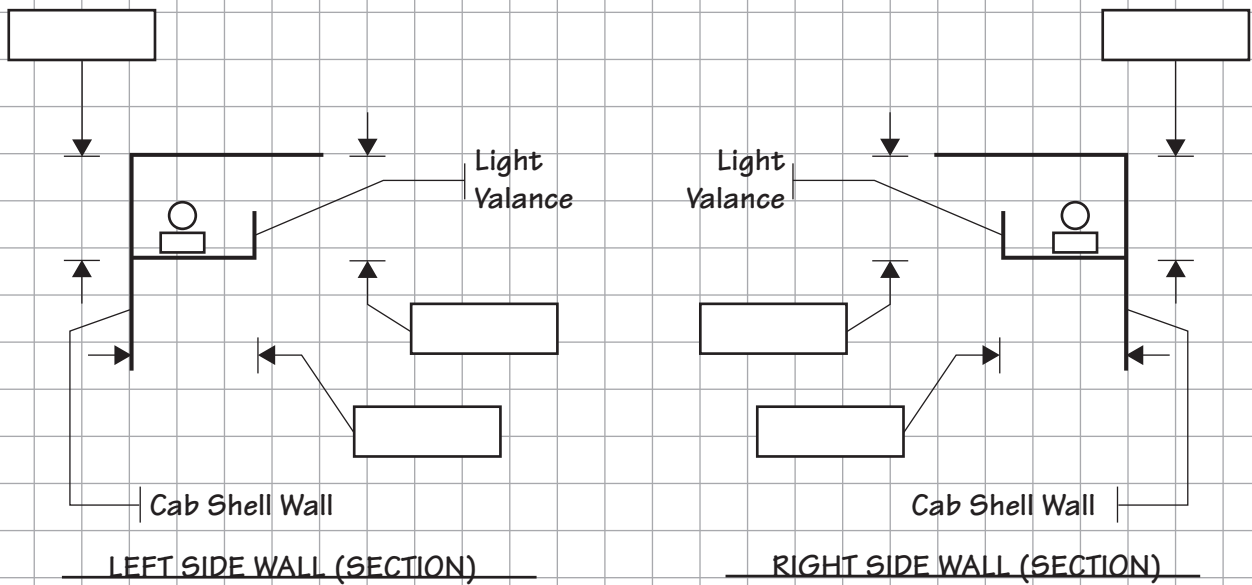 Light
Valance
Light
Valance
Cab Shell Wall
Cab Shell Wall
LEFT SIDE WALL (SECTION)
RIGHT SIDE WALL (SECTION)